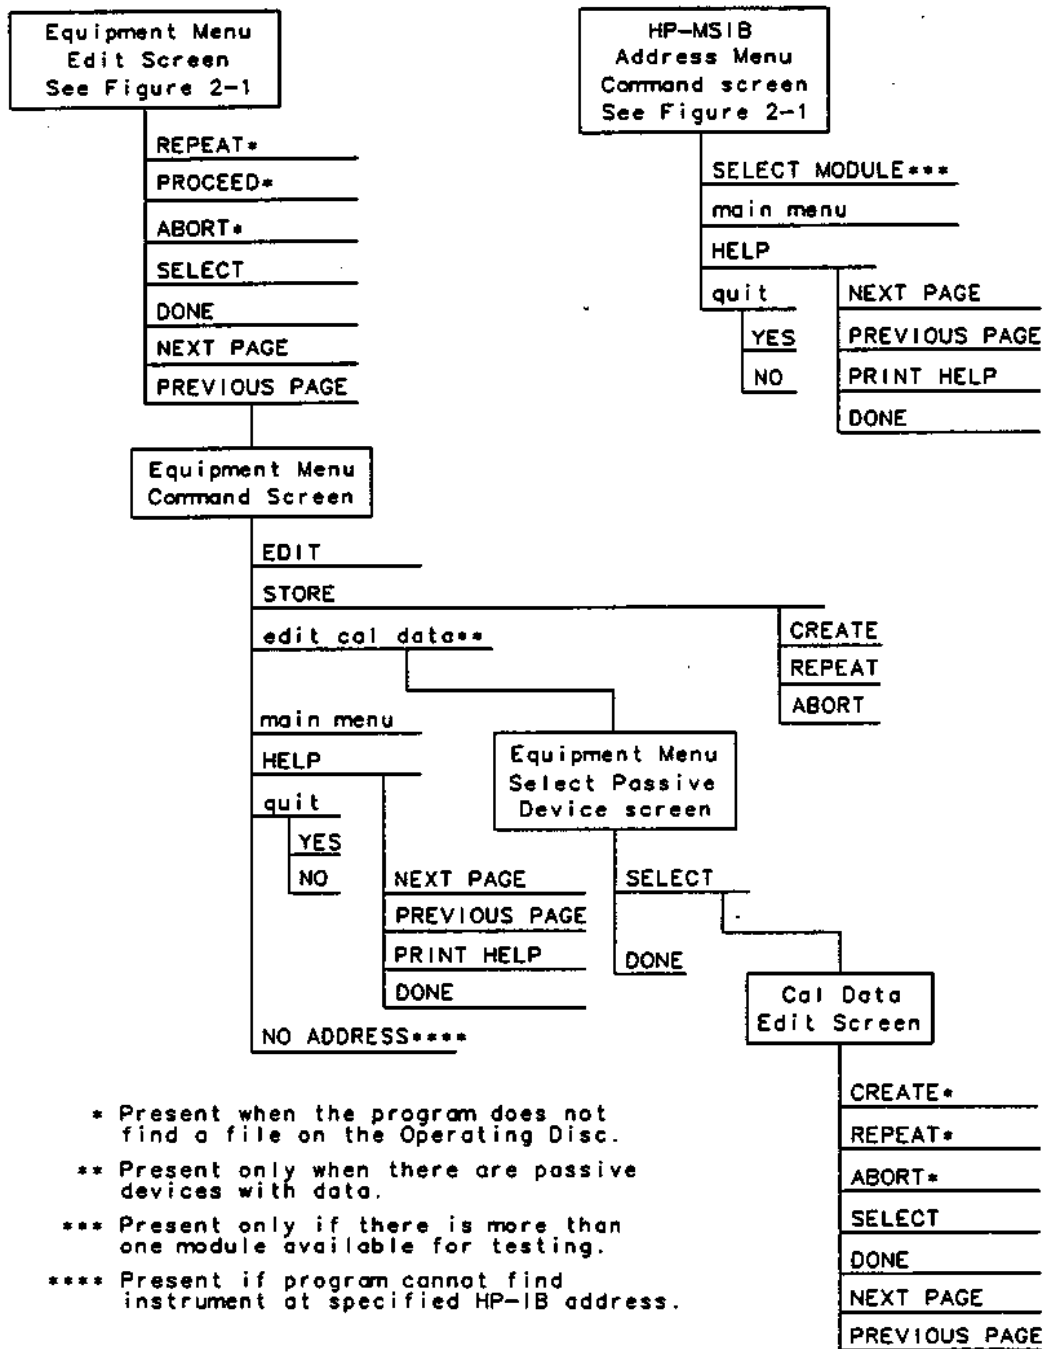 Equipment Menu
Edit Screen
See Figure 2-1
REPEAT*
PROCEED*
ABORT*
SELECT
DONE
NEXT PAGE
PREVIOUS PAGE
HP-MSIB
Address Menu
Command screen
See Figure 2-1
SELECT MODULE***
main menu
HELP
quit
YES
NO
NEXT PAGE
PREVIOUS PAGE
PRINT HELP
DONE
Equipment Menu
Command Screen
EDIT
STORE
CREATE
REPEAT
ABORT
edit cal data**
main menu
HELP
quit
YES
NO
NEXT PAGE
PREVIOUS PAGE
PRINT HELP
DONE
NO ADDRESS****
Equipment Menu
Select Passive
Device screen
SELECT
DONE
Cal Data
Edit Screen
CREATE*
REPEAT*
ABORT*
SELECT
DONE
NEXT PAGE
PREVIOUS PAGE
* Present when the program does not
find a file on the Operating Disc.
** Present only when there are passive
devices with data.
*** Present only if there is more than
one module available for testing.
**** Present if program cannot find
instrument at specified HP-IB address.